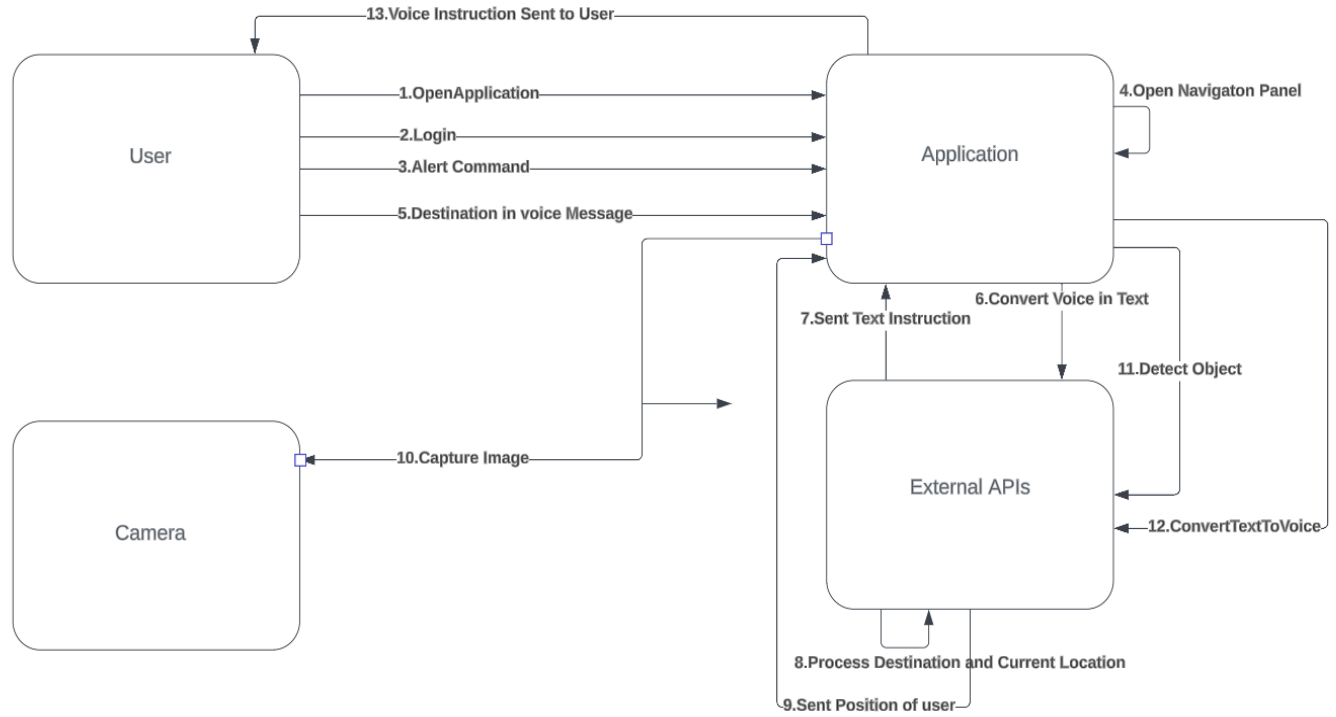 13.Voice Instruction Sent to User
1.OpenApplication
4.Open Navigaton Panel
2.Login
User
Application
3.Alert Command
5.Destination in voice Message
6.Convert Voice in Text
7.Sent Text Instruction
11.Detect Object
10.Capture Image
External APIs
12.ConvertTextToVoice
Camera
8.Process Destination and Current Location
9.Sent Position of user